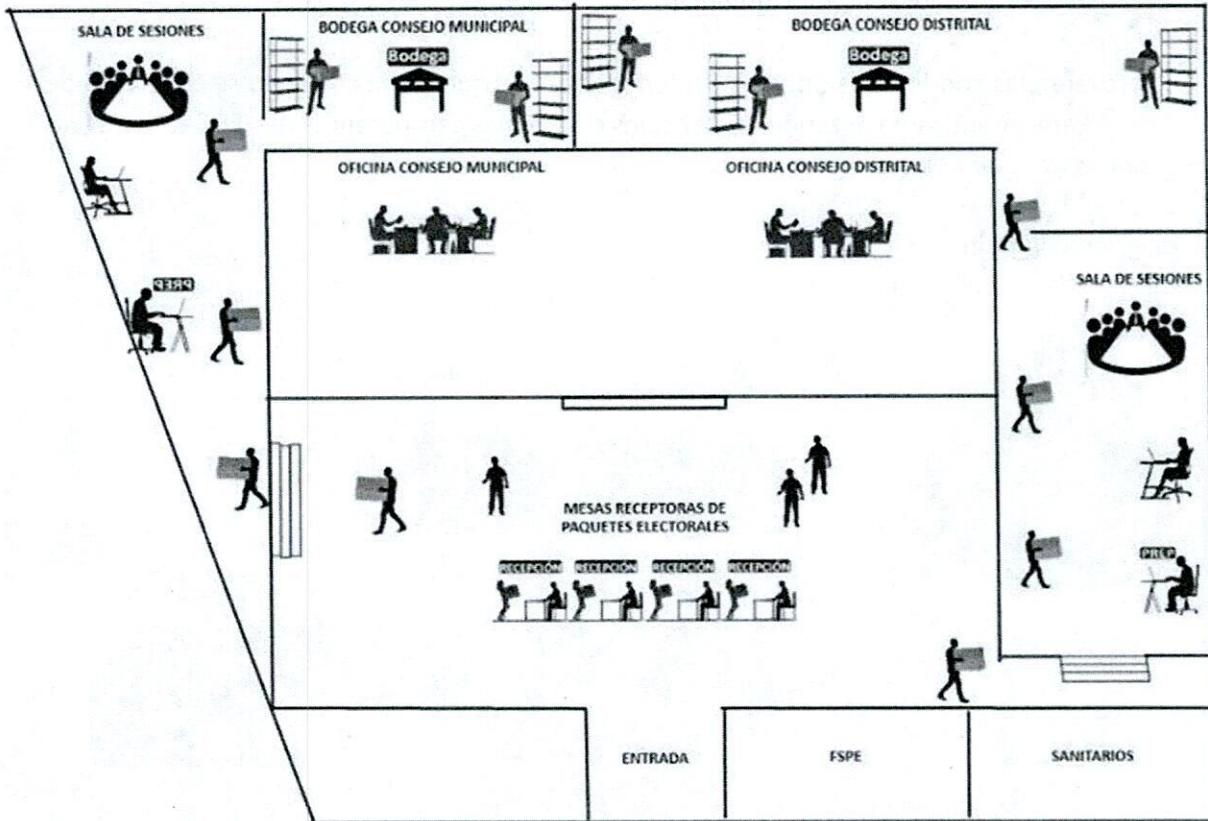 SALA DE SESIONES
BODEGA CONSEJO MUNICIPAL
Bodega
BODEGA CONSEJO DISTRITAL
Bodega
OFICINA CONSEJO MUNICIPAL
OFICINA CONSEJO DISTRITAL
PREP
SALA DE SESIONES
MESAS RECEPTORAS DE
PAQUETES ELECTORALES
RECEPCIÓN RECEPCIÓN RECEPCIÓN RECEPCIÓN
PREP
ENTRADA
FSPE
SANITARIOS